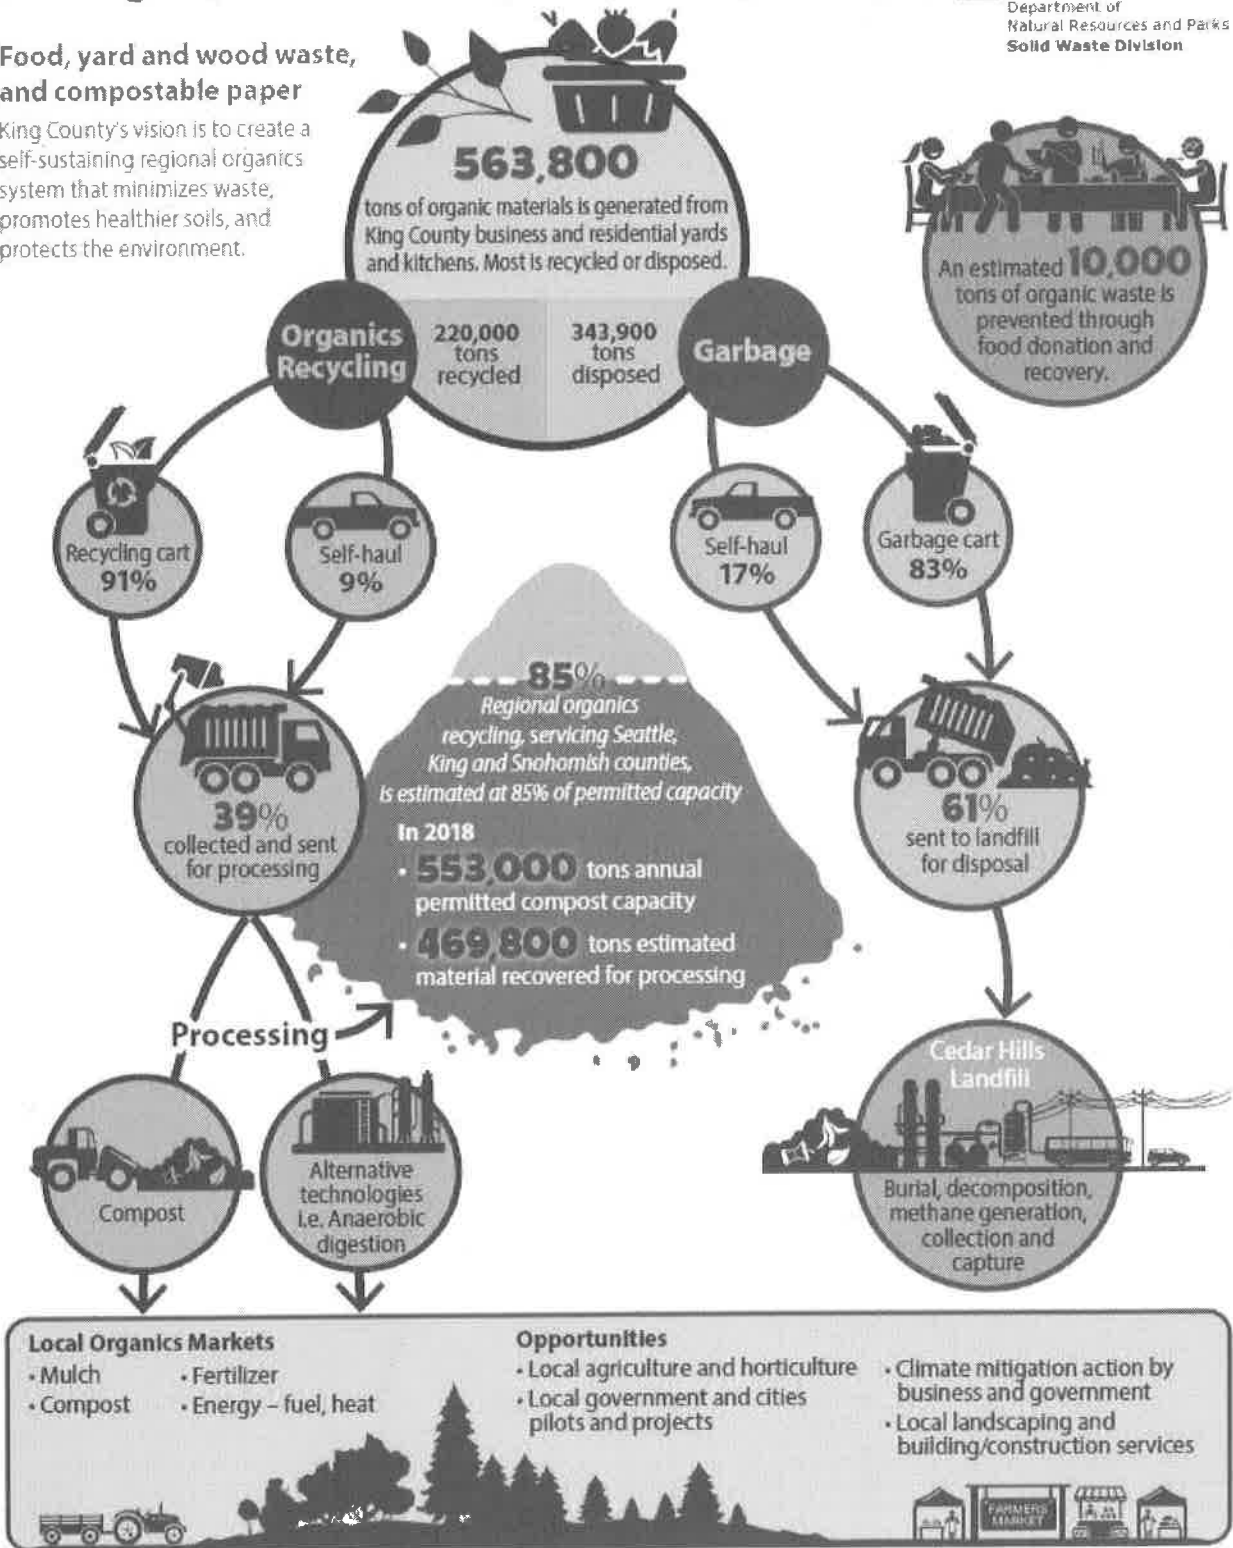 Department of
Natural Resources and Parks
Solid Waste Division
Food, yard and wood waste,
and compostable paper
King County's vision is to create a
self-sustaining regional organics
system that minimizes waste,
promotes healthier soils, and
protects the environment.
563,800
tons of organic materials is generated from
King County business and residential yards
and kitchens. Most is recycled or disposed.
An estimated 10,000
tons of organic waste is
prevented through
food donation and
recovery.
Organics
Recycling
220,000
tons
recycled
343,900
tons
disposed
Garbage
Recycling cart
91%
Self-haul
9%
Self-haul
17%
Garbage cart
83%
85%
Regional organics
recycling, servicing Seattle,
King and Snohomish counties,
is estimated at 85% of permitted capacity
In 2018
• 553,000 tons annual
permitted compost capacity
• 469,800 tons estimated
material recovered for processing
39%
collected and sent
for processing
61%
sent to landfill
for disposal
Processing
Compost
Alternative
technologies
i.e. Anaerobic
digestion
Cedar Hills
Landfill
Burial, decomposition,
methane generation,
collection and
capture
Local Organics Markets
• Mulch
• Compost
• Fertilizer
• Energy – fuel, heat
Opportunities
• Local agriculture and horticulture
• Local government and cities
pilots and projects
• Climate mitigation action by
business and government
• Local landscaping and
building/construction services
FARMERS
MARKET